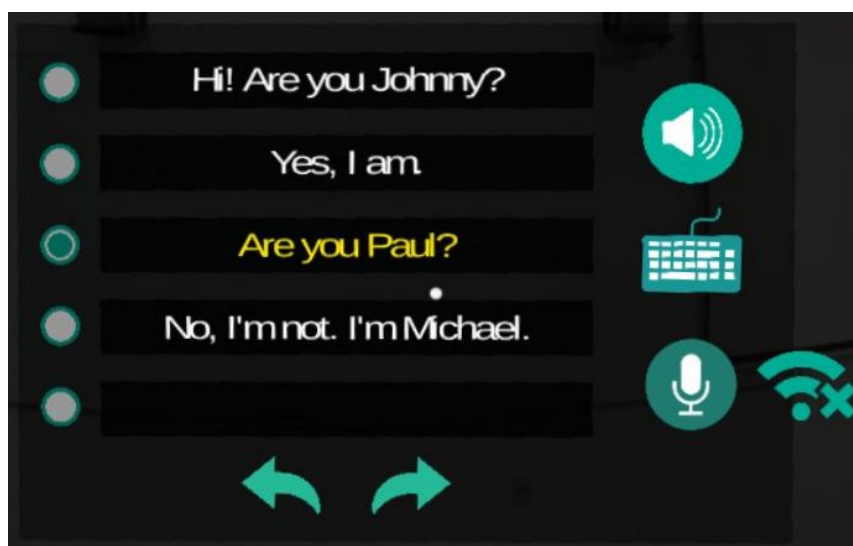 Hi! Are you Johnny?
Yes, I am.
Are you Paul?
No, I'm not. I'm Michael.